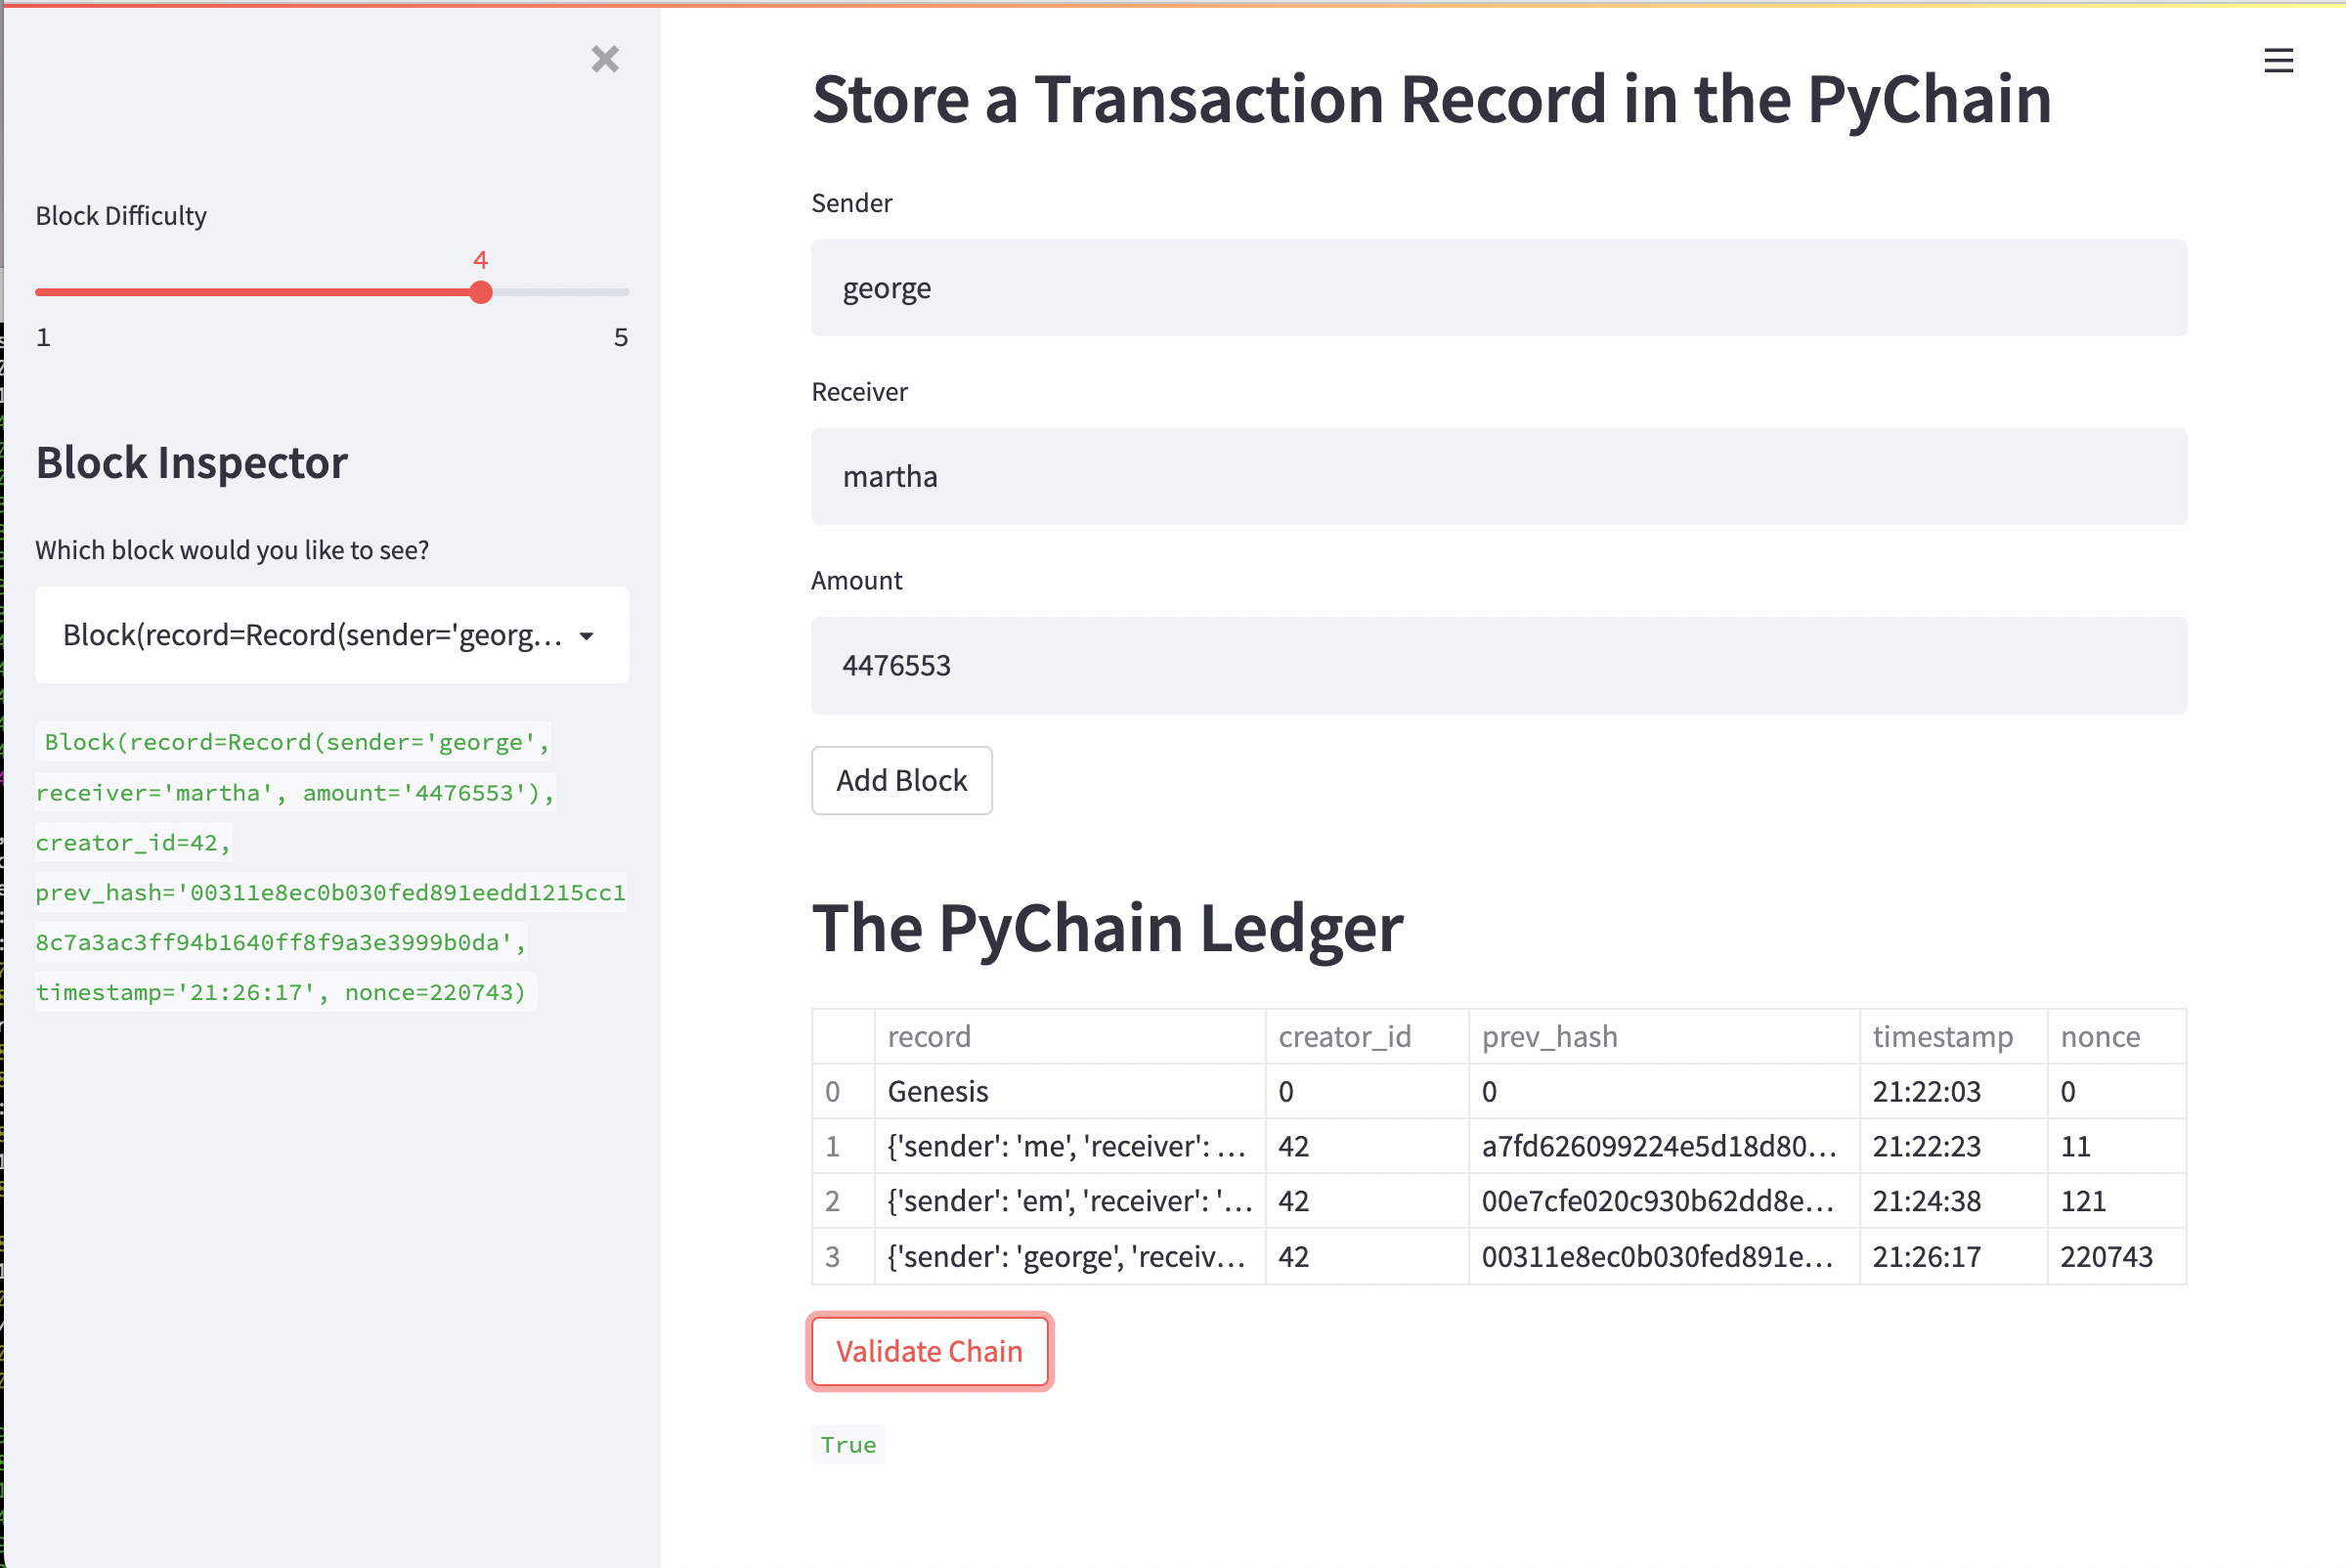 Block Difficulty
4
1 5
Block Inspector
Which block would you like to see?
Block(record=Record(sender='georg...
Block(record=Record(sender='george',
receiver='martha', amount='4476553'),
creator_id=42,
prev_hash='00311e8ec0b030fed891eedd1215cc1
8c7a3ac3ff94b1640ff8f9a3e3999b0da',
timestamp='21:26:17', nonce=220743)
Store a Transaction Record in the PyChain
Sender
george
Receiver
martha
Amount
4476553
Add Block
The PyChain Ledger
record creator_id prev_hash timestamp nonce
0 Genesis 0 0 21:22:03 0
1 {'sender': 'me', 'receiver': ... 42 a7fd626099224e5d18d80... 21:22:23 11
2 {'sender': 'em', 'receiver': '... 42 00e7cfe020c930b62dd8e... 21:24:38 121
3 {'sender': 'george', 'receiv... 42 00311e8ec0b030fed891e... 21:26:17 220743
Validate Chain
True